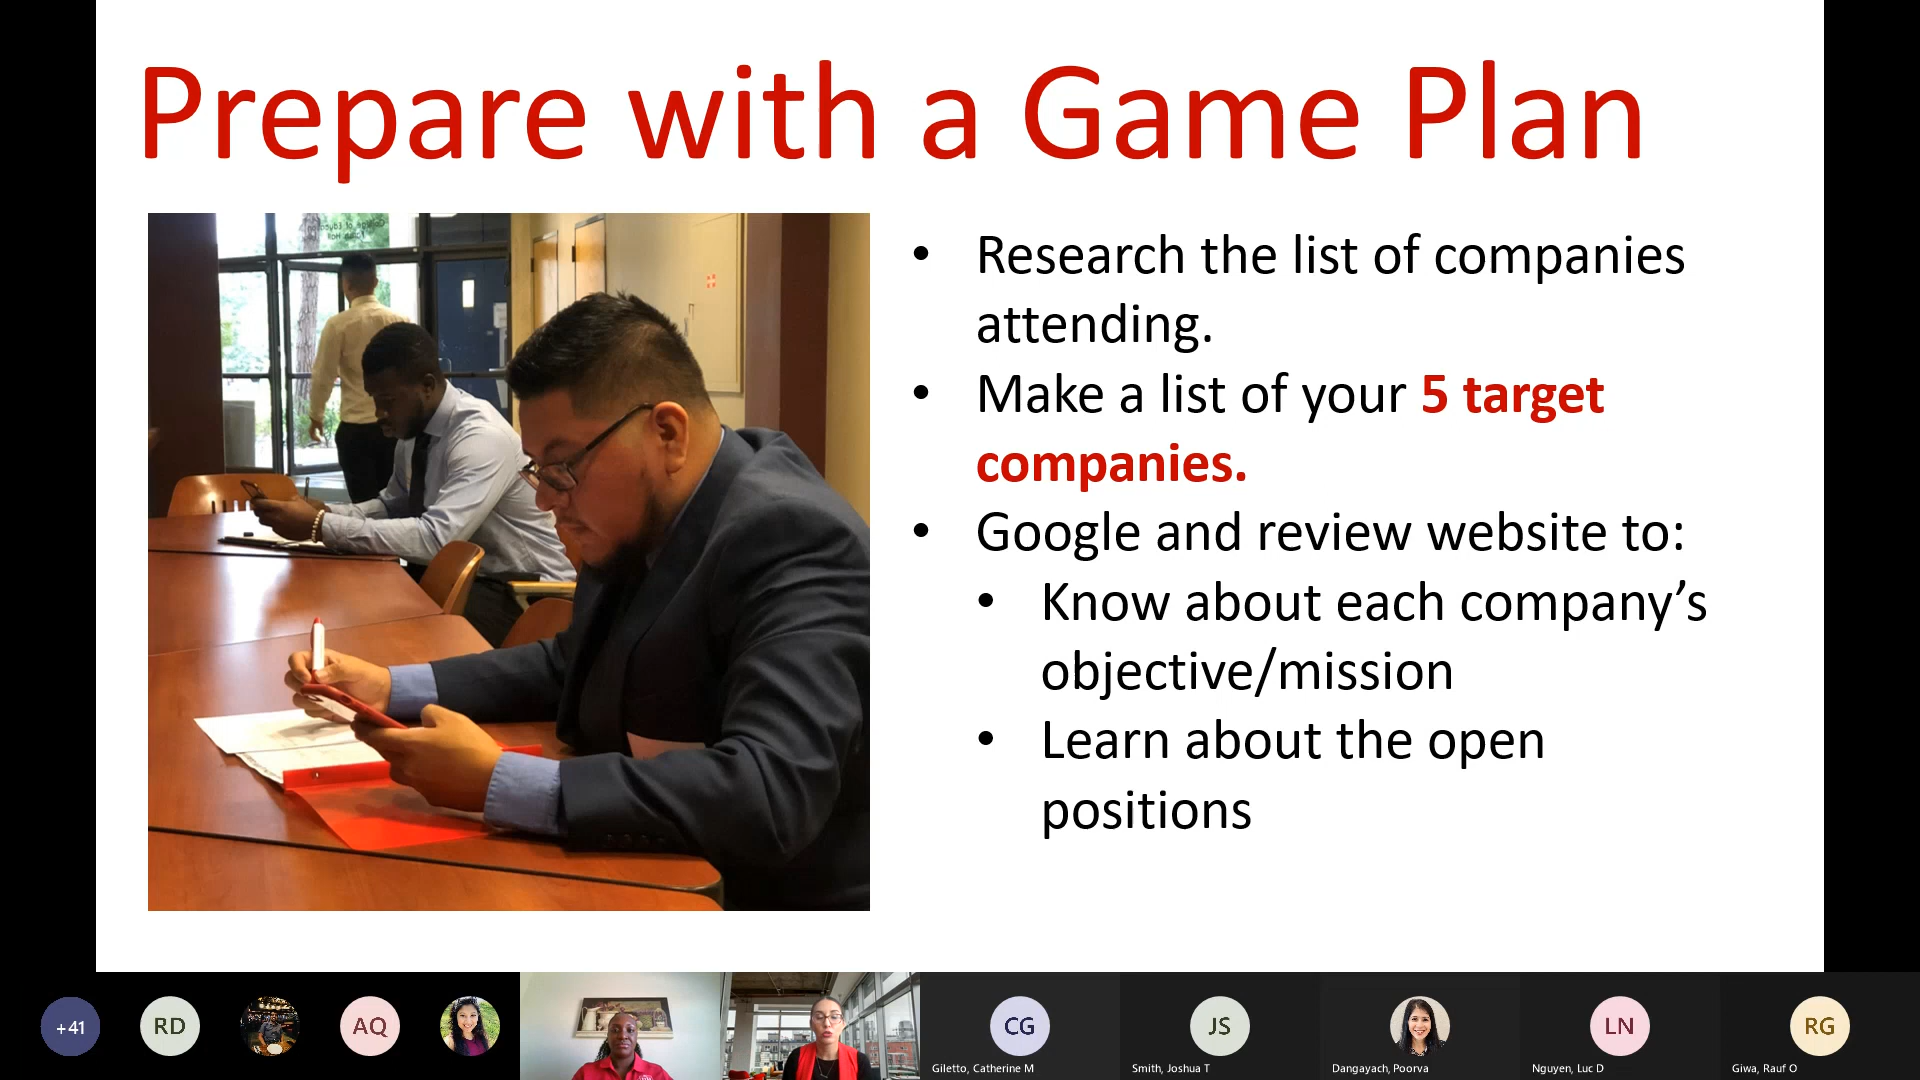 Prepare with a Game Plan
• Research the list of companies
attending.
• Make a list of your 5 target
companies.
• Google and review website to:
• Know about each company’s
objective/mission
• Learn about the open
positions
+41
RD
AQ
CG
Giletto, Catherine M
JS
Smith, Joshua T
Dangayach, Poorva
LN
Nguyen, Luc D
RG
Giwa, Rauf O